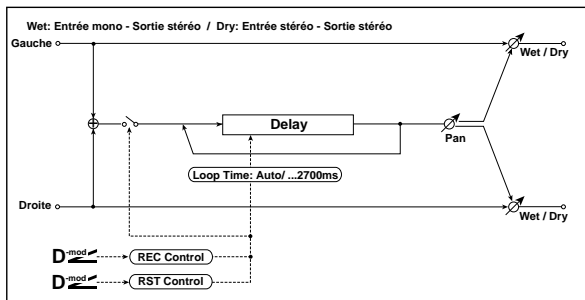 Wet: Entrée mono - Sortie stéréo / Dry: Entrée stéréo - Sortie stéréo
Gauche
Wet / Dry
Delay
Pan
Loop Time: Auto/ ...2700ms
Droite
Wet / Dry
D-mod
REC Control
D-mod
RST Control